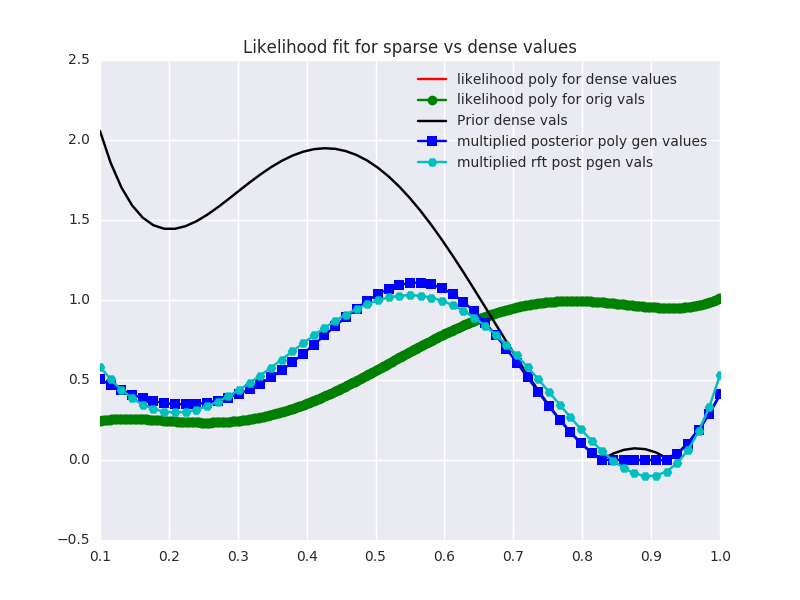 Likelihood fit for sparse vs dense values
2.5
2.0
1.5
1.0
0.5
0.0
−0.5
likelihood poly for dense values
likelihood poly for orig vals
Prior dense vals
multiplied posterior poly gen values
multiplied rft post pgen vals
0.1 0.2 0.3 0.4 0.5 0.6 0.7 0.8 0.9 1.0